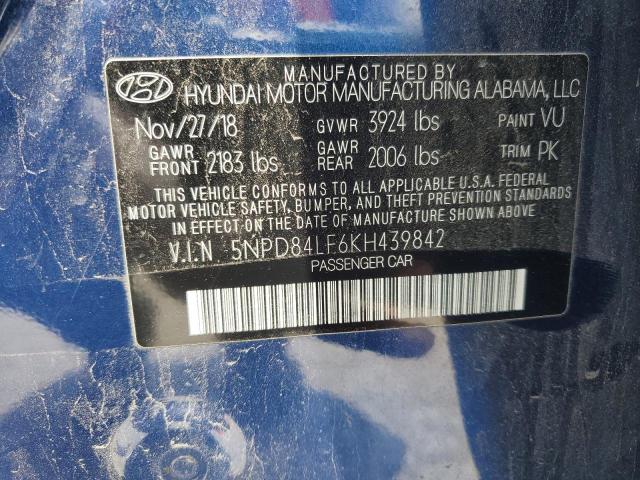 MANUFACTURED BY
HYUNDAI MOTOR MANUFACTURING ALABAMA, LLC
Nov/27/18 GVWR 3924 lbs PAINT VU
GAWR FRONT 2183 lbs GAWR REAR 2006 lbs TRIM PK
THIS VEHICLE CONFORMS TO ALL APPLICABLE U.S.A. FEDERAL
MOTOR VEHICLE SAFETY, BUMPER, AND THEFT PREVENTION STANDARDS
IN EFFECT ON THE DATE OF MANUFACTURE SHOWN ABOVE.
V.I.N 5NPD84LF6KH439842
PASSENGER CAR